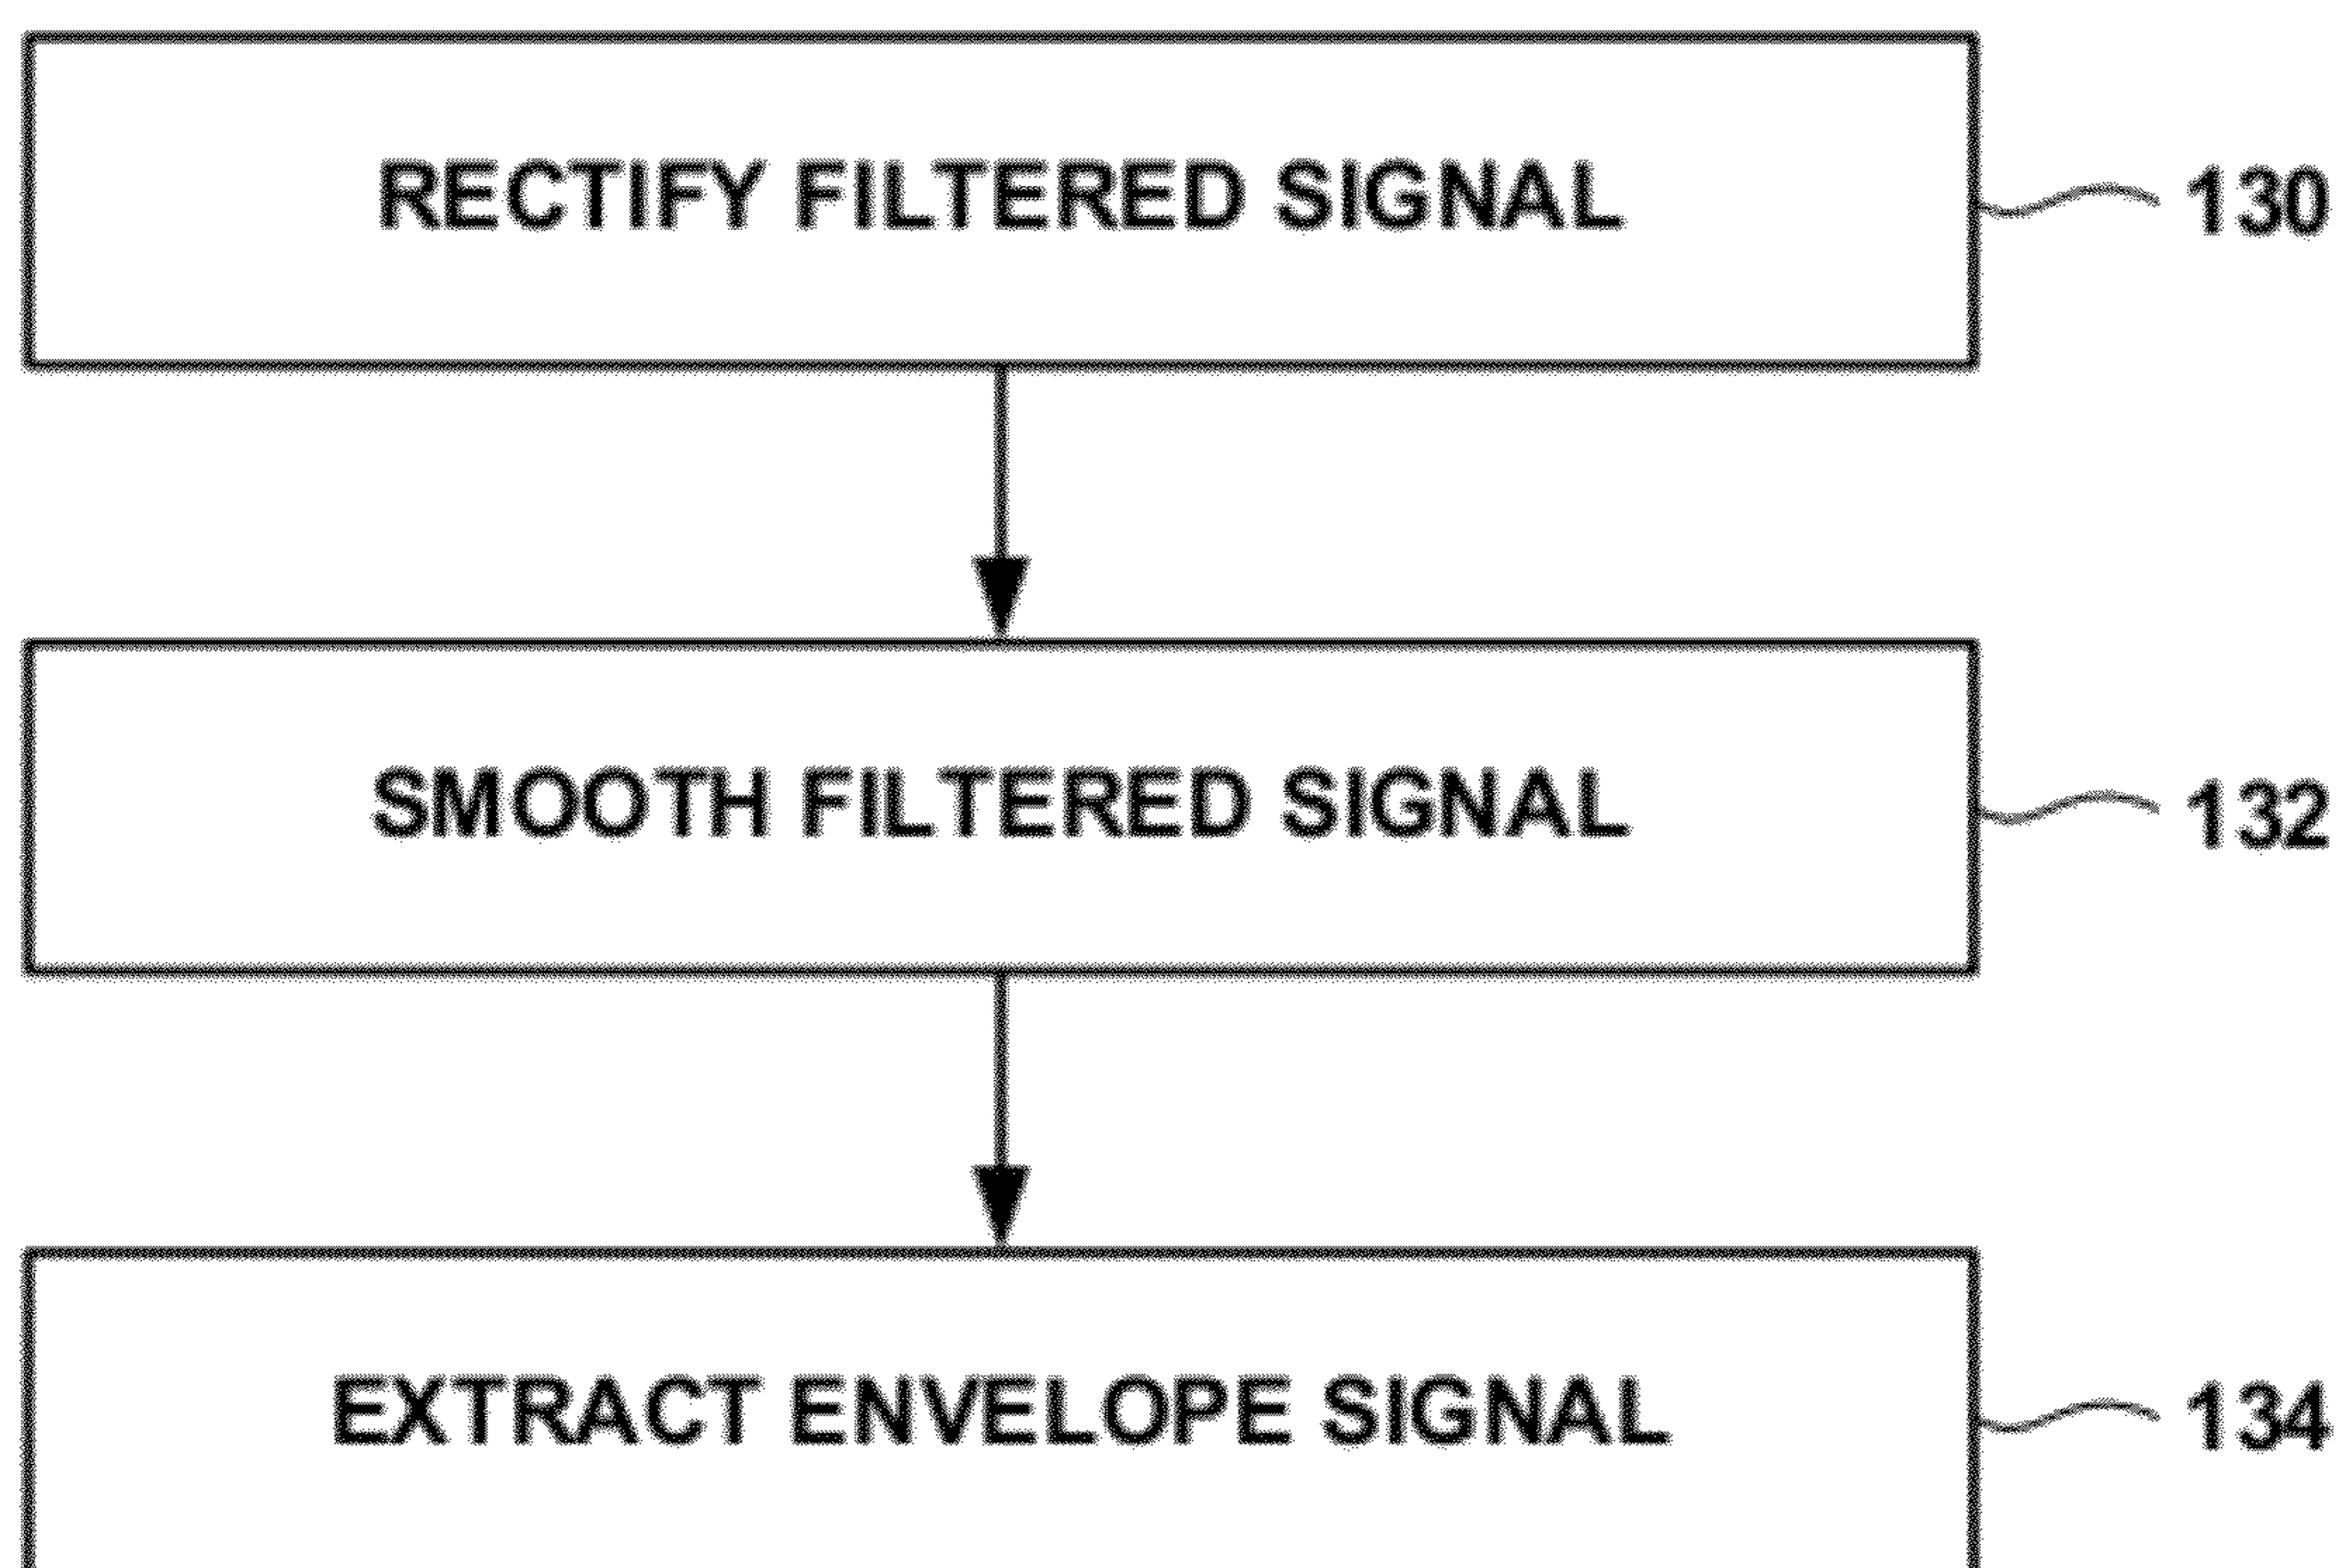 RECTIFY FILTERED SIGNAL 130
SMOOTH FILTERED SIGNAL 132
EXTRACT ENVELOPE SIGNAL 134